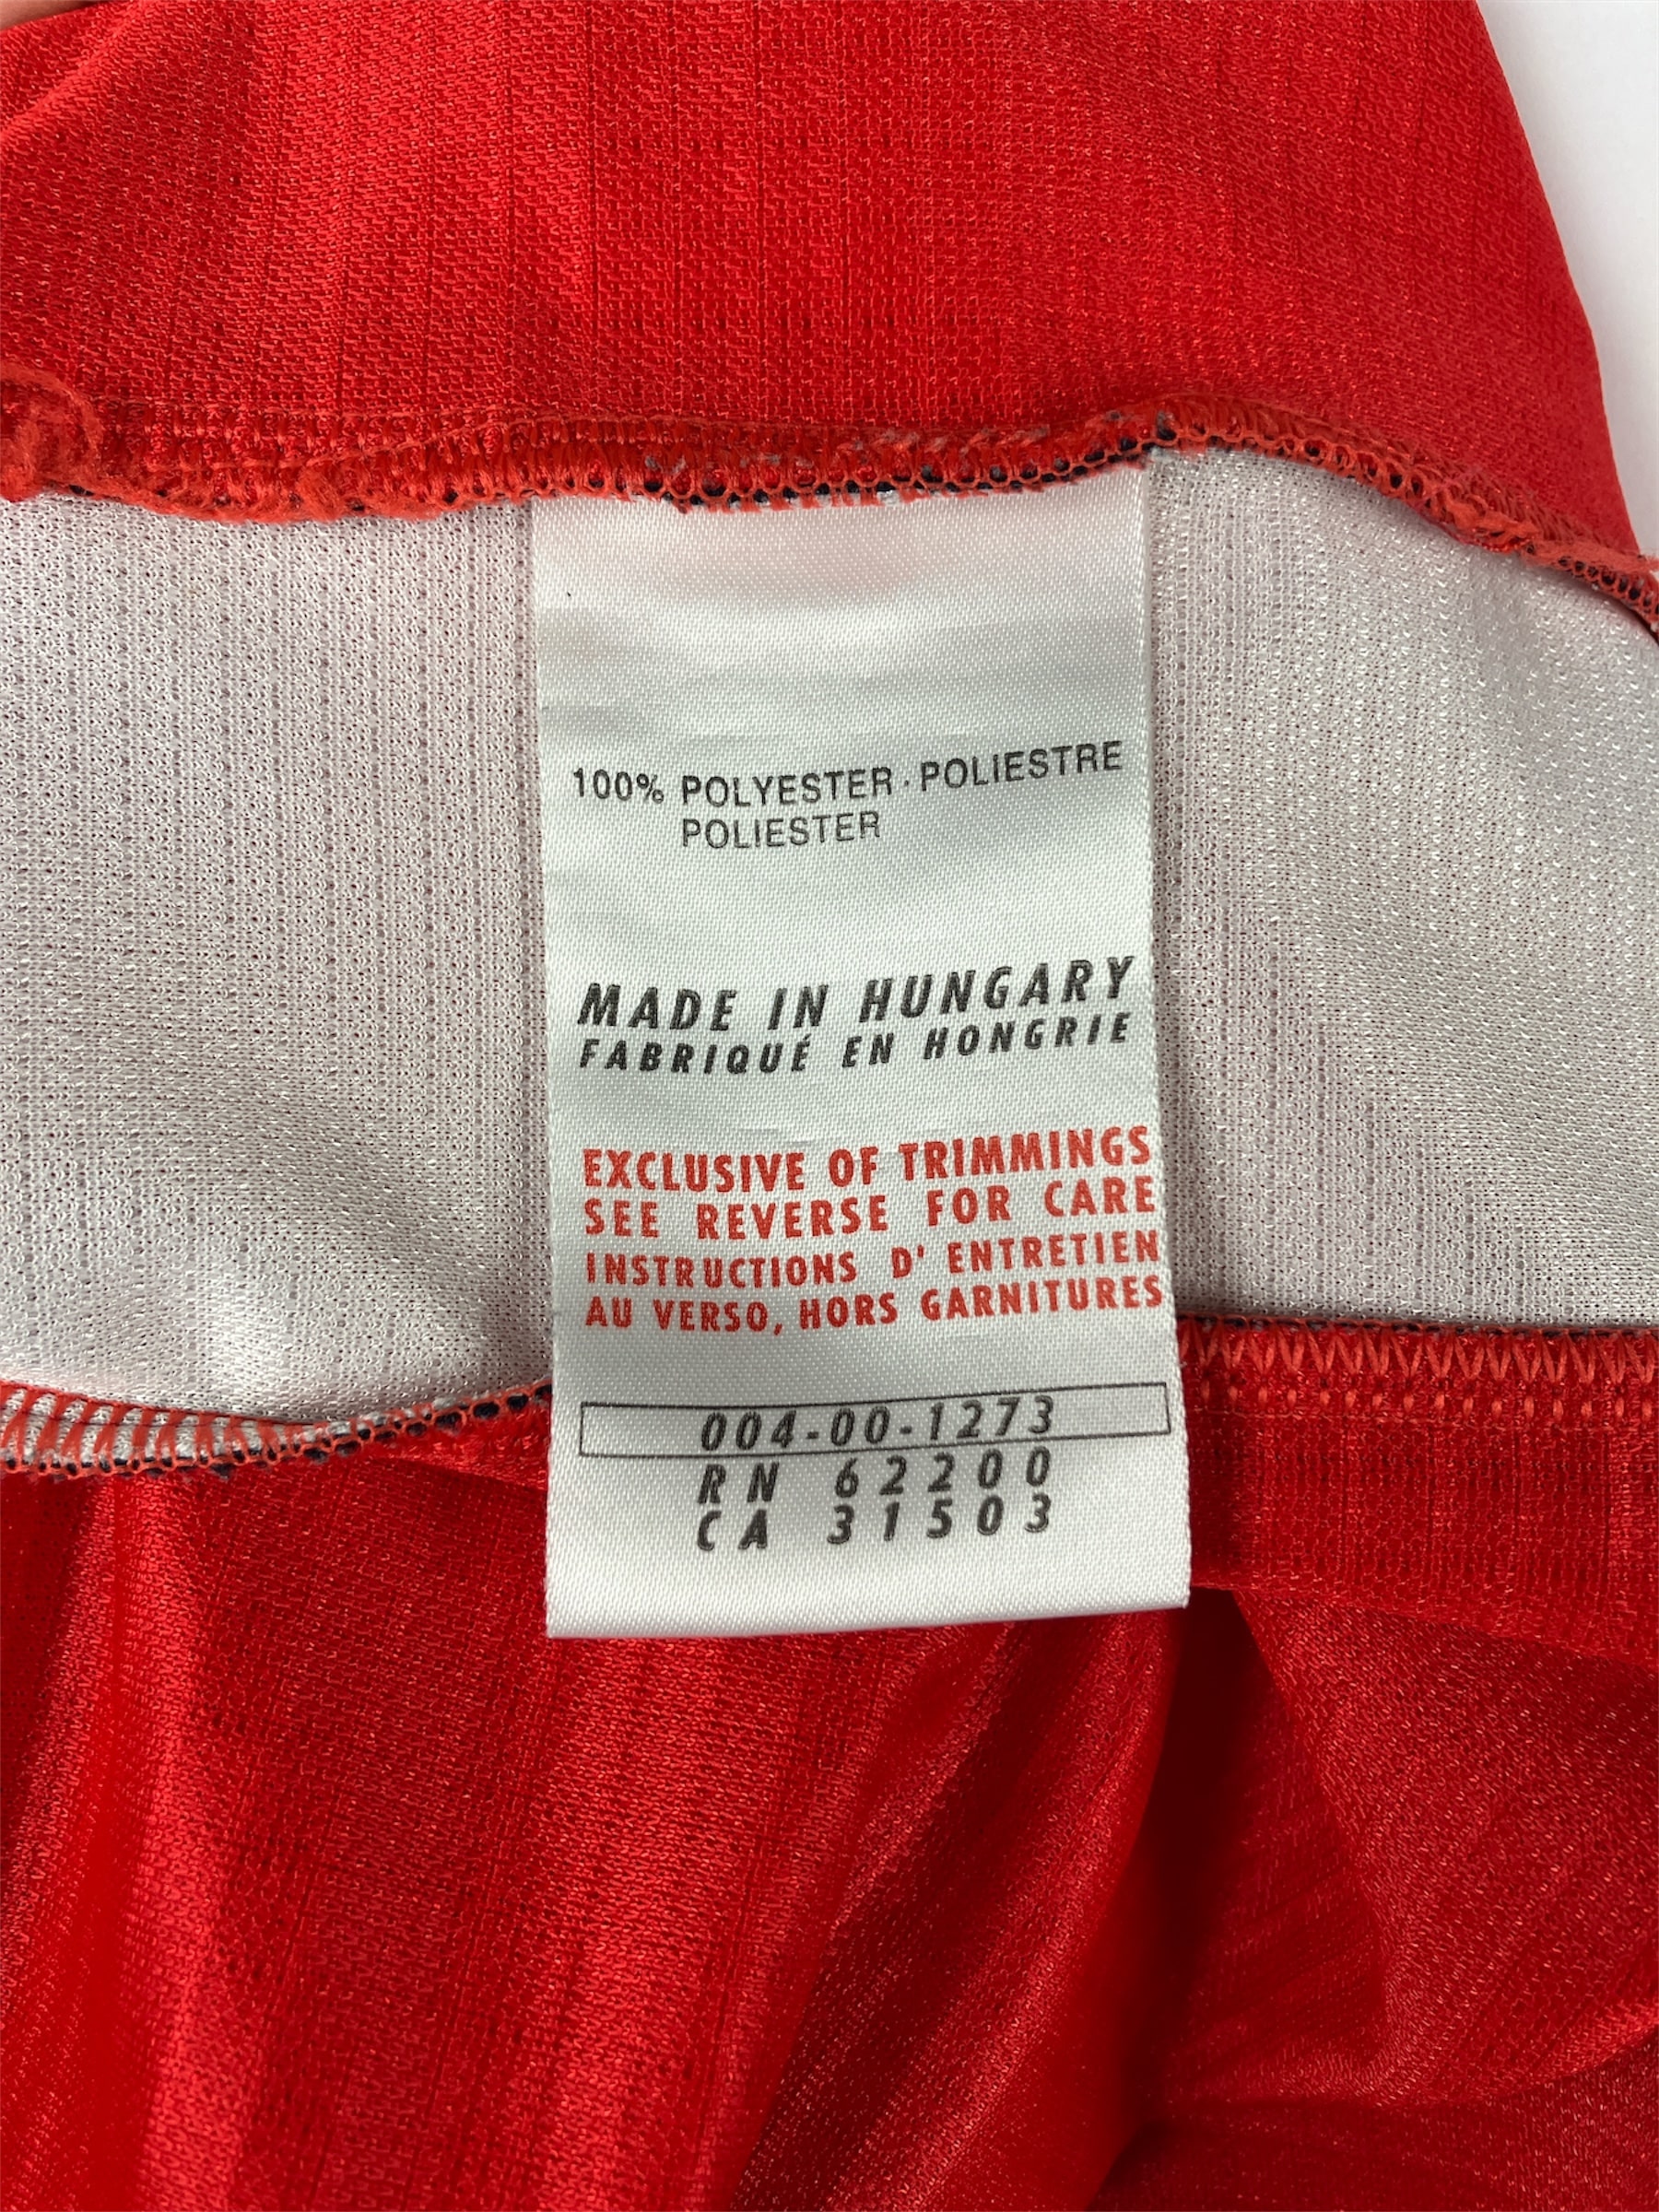 100% POLYESTER · POLIESTRE
POLIESTER
MADE IN HUNGARY
FABRIQUÉ EN HONGRIE
EXCLUSIVE OF TRIMMINGS
SEE REVERSE FOR CARE
INSTRUCTIONS D' ENTRETIEN
AU VERSO, HORS GARNITURES
004-00-1273
RN 62200
CA 31503